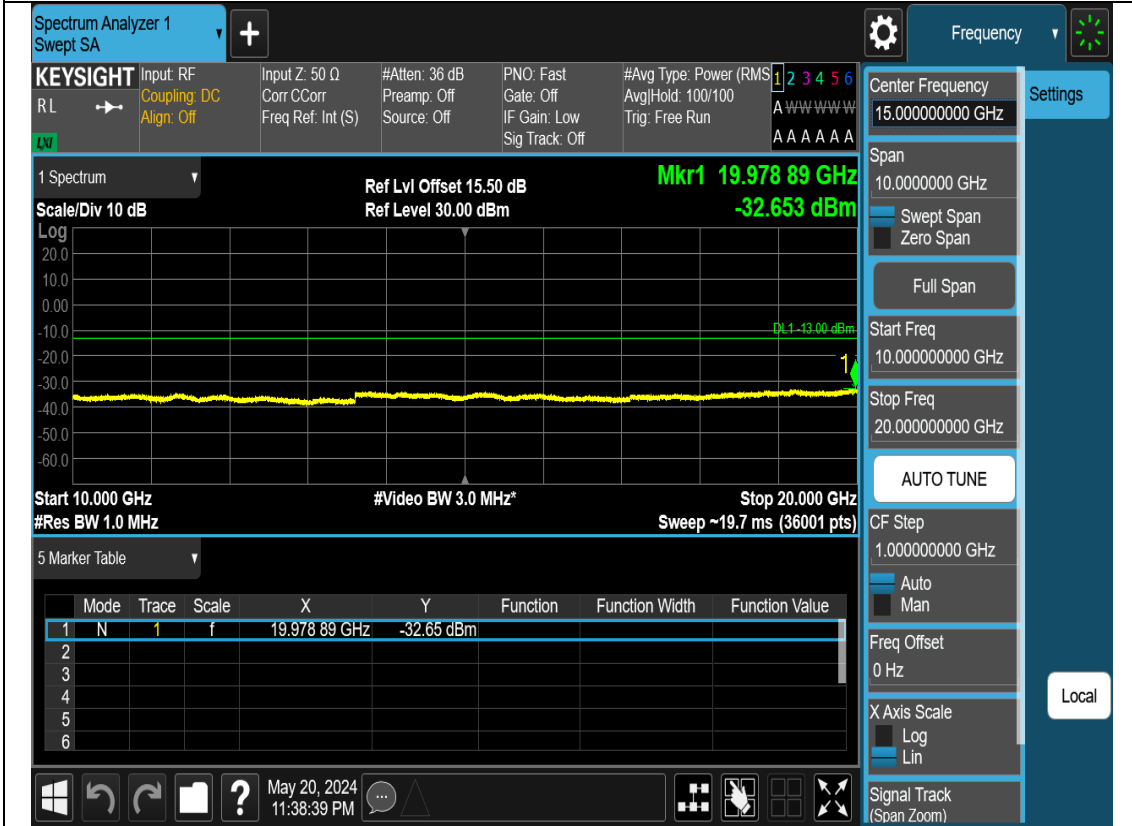 Spectrum Analyzer 1
Swept SA
+
Frequency
KEYSIGHT
RL
LXI
Input: RF
Coupling: DC
Align: Off
Input Z: 50 Ω
Corr CCorr
Freq Ref: Int (S)
#Atten: 36 dB
Preamp: Off
Source: Off
PNO: Fast
Gate: Off
IF Gain: Low
Sig Track: Off
#Avg Type: Power (RMS
Avg|Hold: 100/100
Trig: Free Run
1 2 3 4 5 6
A W W W W W
A A A A A A
1 Spectrum
Scale/Div 10 dB
Ref Lvl Offset 15.50 dB
Ref Level 30.00 dBm
Mkr1 19.978 89 GHz
-32.653 dBm
Log
20.0
10.0
0.00
-10.0
-20.0
-30.0
-40.0
-50.0
-60.0
DL1 -13.00 dBm
1
Start 10.000 GHz
#Video BW 3.0 MHz*
Stop 20.000 GHz
#Res BW 1.0 MHz
Sweep ~19.7 ms (36001 pts)
5 Marker Table
Mode Trace Scale X Y Function Function Width Function Value
1 N 1 f 19.978 89 GHz -32.65 dBm
2
3
4
5
6
May 20, 2024
11:38:39 PM
Center Frequency
15.000000000 GHz
Span
10.0000000 GHz
Swept Span
Zero Span
Full Span
Start Freq
10.000000000 GHz
Stop Freq
20.000000000 GHz
AUTO TUNE
CF Step
1.000000000 GHz
Auto
Man
Freq Offset
0 Hz
X Axis Scale
Log
Lin
Signal Track
(Span Zoom)
Settings
Local